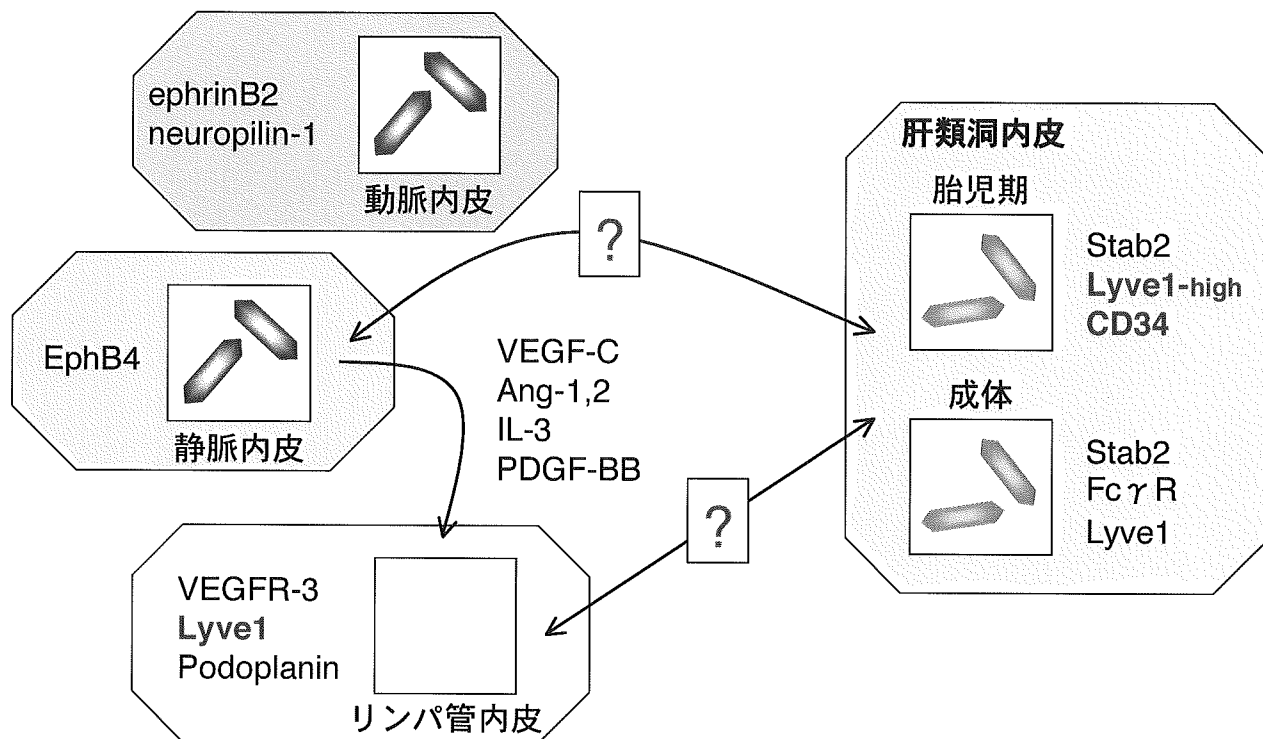 ephrinB2
neuropilin-1
動脈内皮
EphB4
静脈内皮
?
VEGF-C
Ang-1,2
IL-3
PDGF-BB
?
VEGFR-3
Lyve1
Podoplanin
リンパ管内皮
肝類洞内皮
胎児期
Stab2
Lyve1-high
CD34
成体
Stab2
Fc γ R
Lyve1